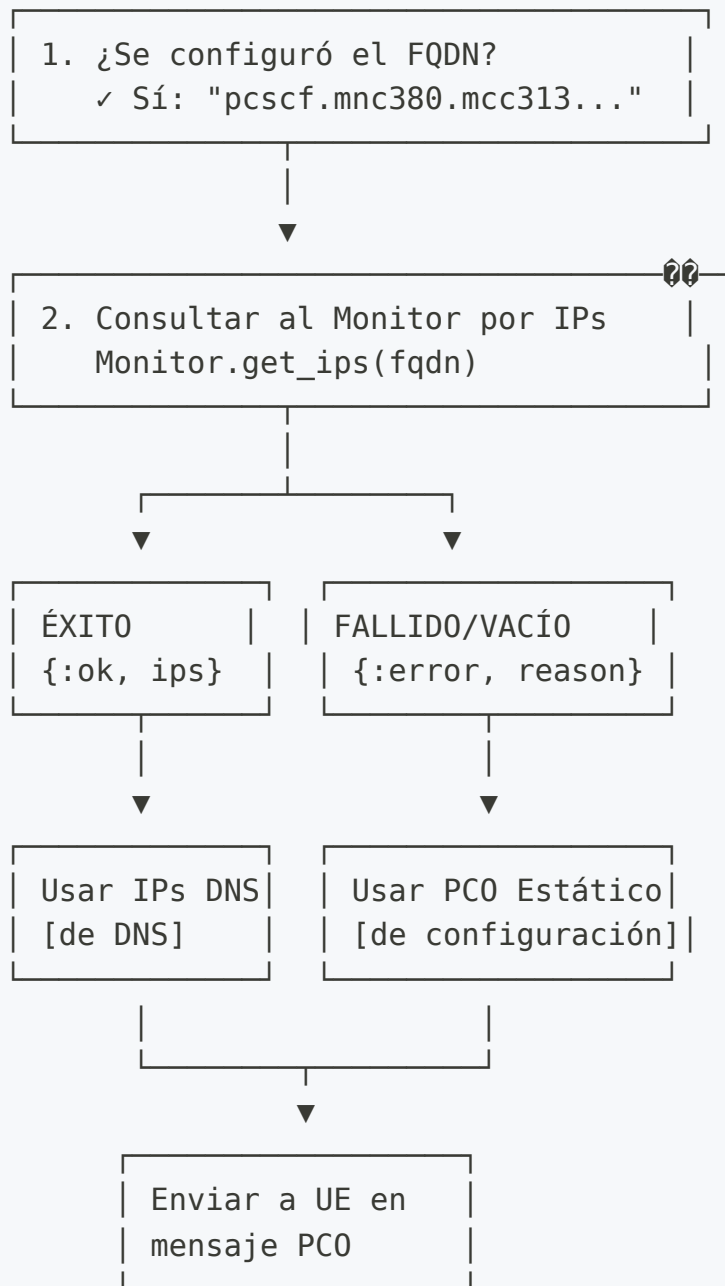 1. ¿Se configuró el FQDN?
✓ Sí: "pcscf.mnc380.mcc313..."
2. Consultar al Monitor por IPs
Monitor.get_ips(fqdn)
ÉXITO
FALLIDO/VACÍO
{:ok, ips}
{:error, reason}
Usar IPs DNS
Usar PCO Estático
[de DNS]
[de configuración]
Enviar a UE en
mensaje PCO